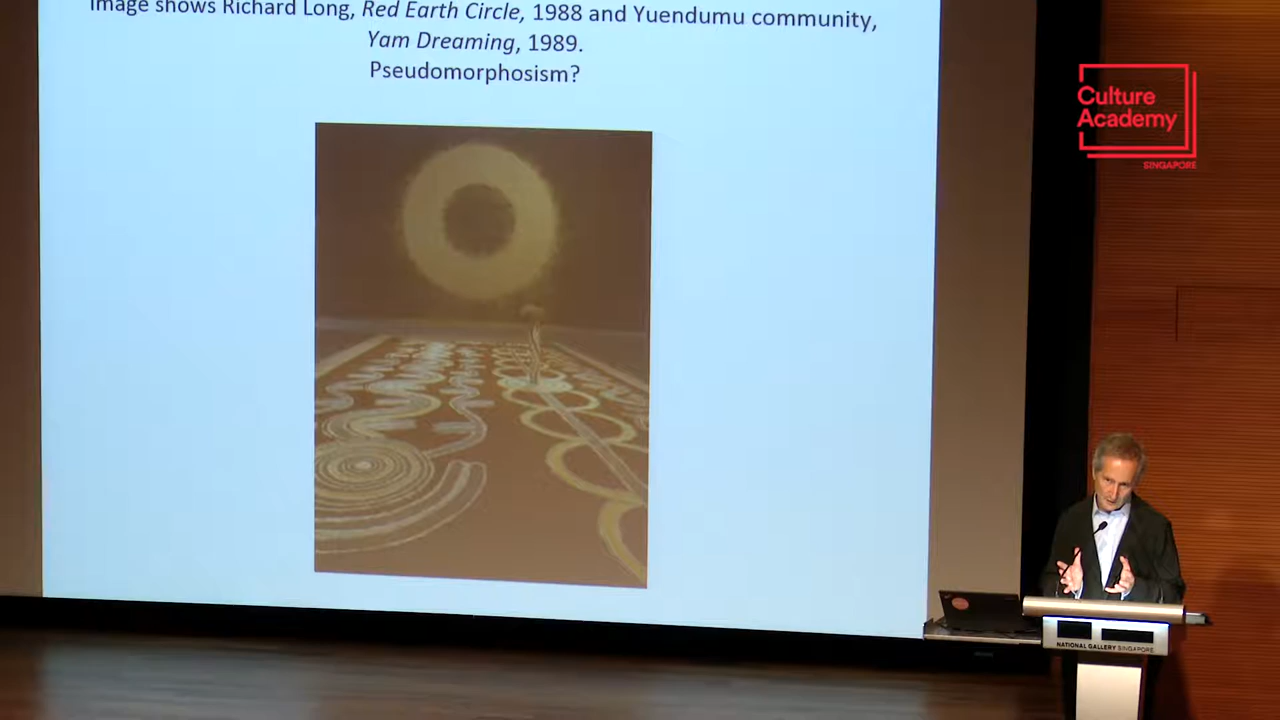 Image shows Richard Long, Red Earth Circle, 1988 and Yuendumu community,
Yam Dreaming, 1989.
Pseudomorphosism?
Culture
Academy
SINGAPORE
NATIONAL GALLERY SINGAPORE